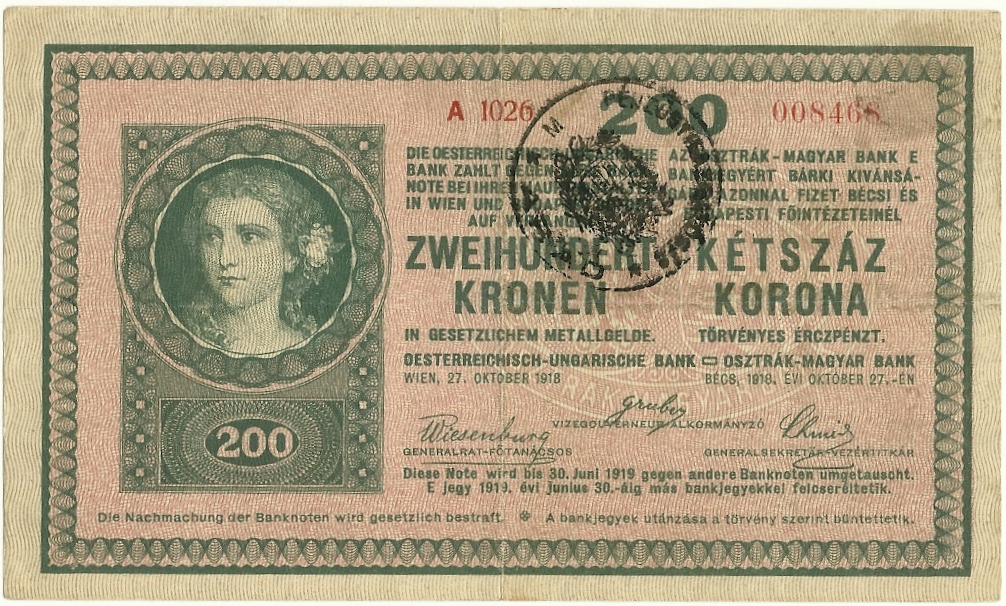 A 1026
200
008468
DIE OESTERREICHISCH-UNGARISCHE
BANK ZAHLT GEGEN
NOTE BEI IHREN
IN WIEN UND
AUF
AZ OSZTRÁK-MAGYAR BANK E
BANKJEGYÉRT BÁRKI KIVÁNSÁ-
AZONNAL FIZET BÉCSI ÉS
BUDAPESTI FŐINTÉZETEINÉL
ZWEIHUNDERT
KRONEN
KÉTSZÁZ
KORONA
IN GESETZLICHEM METALLGELDE.
TÖRVÉNYES ÉRCZPÉNZT.
OESTERREICHISCH-UNGARISCHE BANK
OSZTRÁK-MAGYAR BANK
WIEN, 27. OKTOBER 1918
BÉCS, 1918. ÉVI OKTÓBER 27.-ÉN
Gruber
VIZEGOUVERNEUR/ALKORMÁNYZÓ
Wiesenburg
GENERALRAT-FŐTANÁCSOS
Schmid
GENERALSEKRETÄR-VEZÉRTITKÁR
Diese Note wird bis 30. Juni 1919 gegen andere Banknoten umgetauscht.
E jegy 1919. évi junius 30.-áig más bankjegyekkel felcseréltetik.
200
Die Nachmachung der Banknoten wird gesetzlich bestraft. ※ A bankjegyek utánzása a törvény szerint büntettetik.